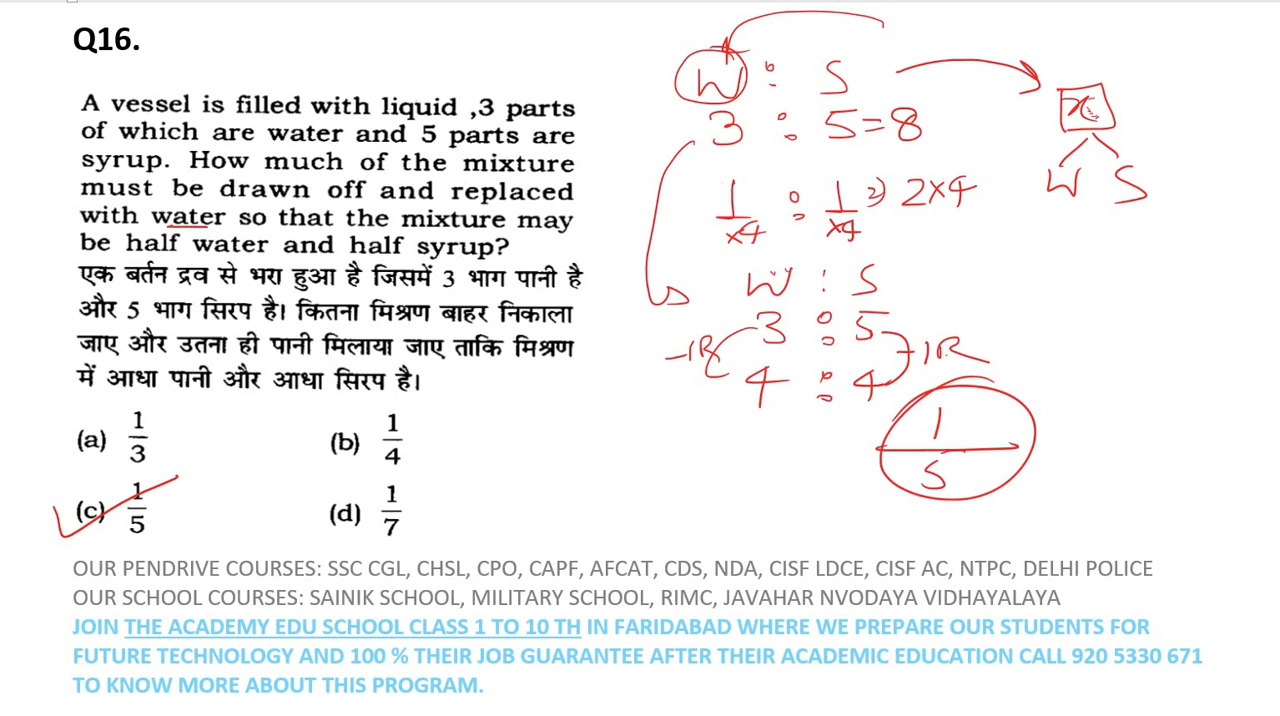 Q16.
A vessel is filled with liquid ,3 parts
of which are water and 5 parts are
syrup. How much of the mixture
must be drawn off and replaced
with water so that the mixture may
be half water and half syrup?
एक बर्तन द्रव से भरा हुआ है जिसमें 3 भाग पानी है
और 5 भाग सिरप है। कितना मिश्रण बाहर निकाला
जाए और उतना ही पानी मिलाया जाए ताकि मिश्रण
में आधा पानी और आधा सिरप है।
(a) 1/3 (b) 1/4
(c) 1/5 (d) 1/7
W : S
3 : 5 = 8
1/×4 : 1/×4 ⇒ 2×4
W : S
3 : 5
4 : 4
-1R
+1R
1/5
x
W S
OUR PENDRIVE COURSES: SSC CGL, CHSL, CPO, CAPF, AFCAT, CDS, NDA, CISF LDCE, CISF AC, NTPC, DELHI POLICE
OUR SCHOOL COURSES: SAINIK SCHOOL, MILITARY SCHOOL, RIMC, JAVAHAR NVODAYA VIDHAYALAYA
JOIN THE ACADEMY EDU SCHOOL CLASS 1 TO 10 TH IN FARIDABAD WHERE WE PREPARE OUR STUDENTS FOR
FUTURE TECHNOLOGY AND 100 % THEIR JOB GUARANTEE AFTER THEIR ACADEMIC EDUCATION CALL 920 5330 671
TO KNOW MORE ABOUT THIS PROGRAM.